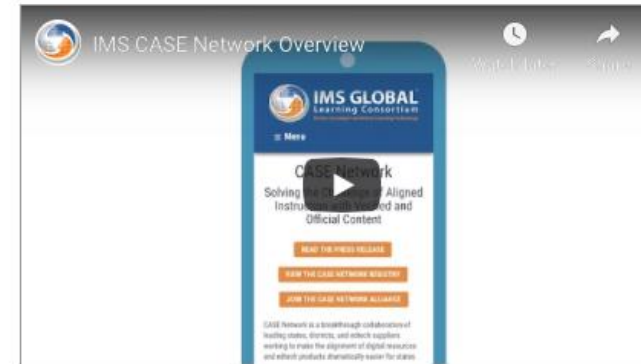 IMS CASE Network Overview
Watch later
Share
IMS GLOBAL
Learning Consortium
≡ Menu
CASE Network
Solving the Challenge of Aligned
Instruction with Verified and
Official Content
READ THE PRESS RELEASE
VIEW THE CASE NETWORK REGISTRY
JOIN THE CASE NETWORK ALLIANCE
CASE Network is a breakthrough collaboration of
leading states, districts, and edtech suppliers
working to make the alignment of digital resources
and edtech products dramatically easier for states